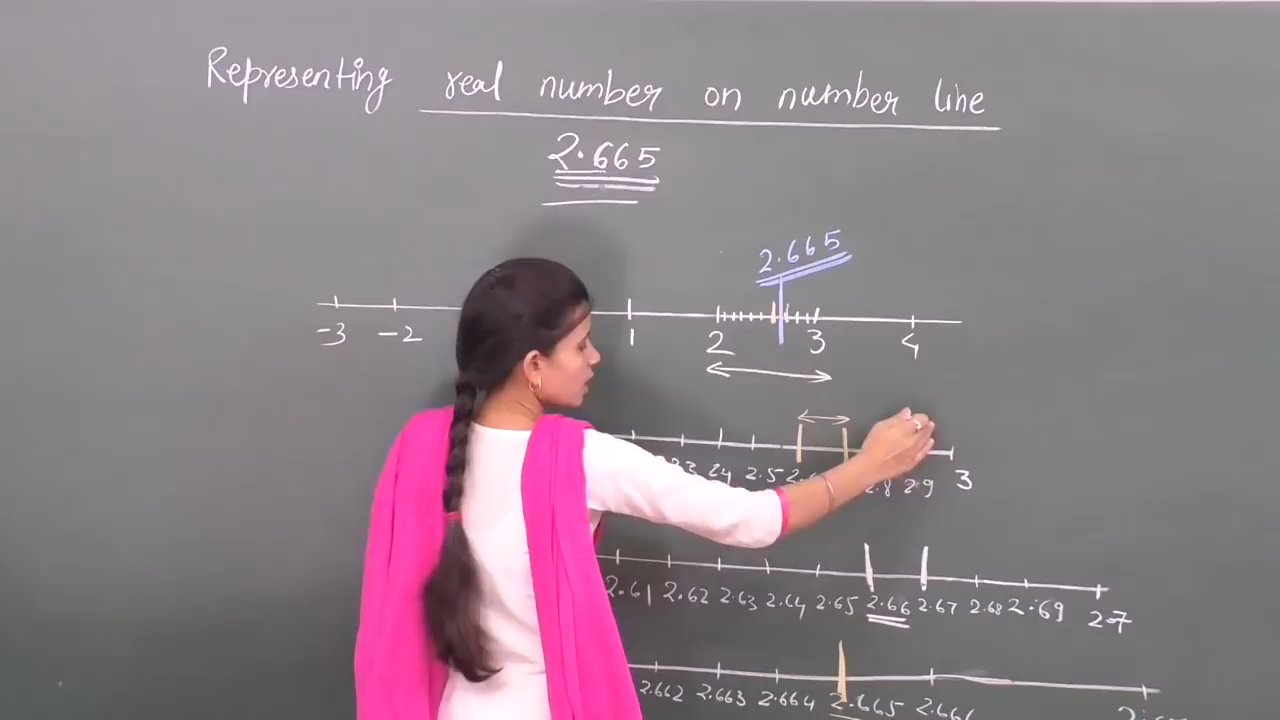 Representing real number on number line
2.665
2.665
-3 -2 1 2 3 4
2.4 2.5 2.8 2.9 3
2.61 2.62 2.63 2.64 2.65 2.66 2.67 2.68 2.69 2.7
2.662 2.663 2.664 2.665 2.666